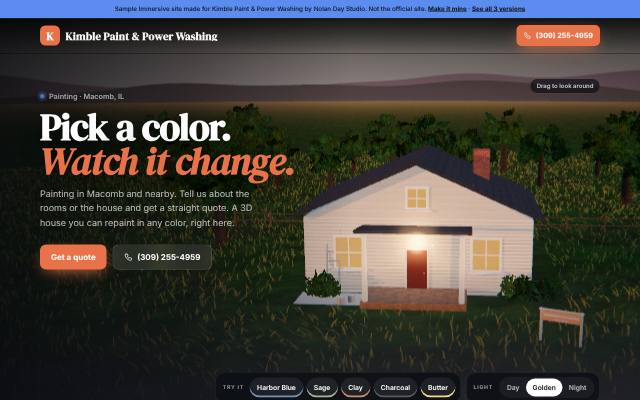 Sample Immersive site made for Kimble Paint & Power Washing by Nolan Day Studio. Not the official site. Make it mine · See all 3 versions
K Kimble Paint & Power Washing
(309) 255-4959
Drag to look around
Painting · Macomb, IL
Pick a color.
Watch it change.
Painting in Macomb and nearby. Tell us about the
rooms or the house and get a straight quote. A 3D
house you can repaint in any color, right here.
Get a quote
(309) 255-4959
TRY IT Harbor Blue Sage Clay Charcoal Butter
LIGHT Day Golden Night